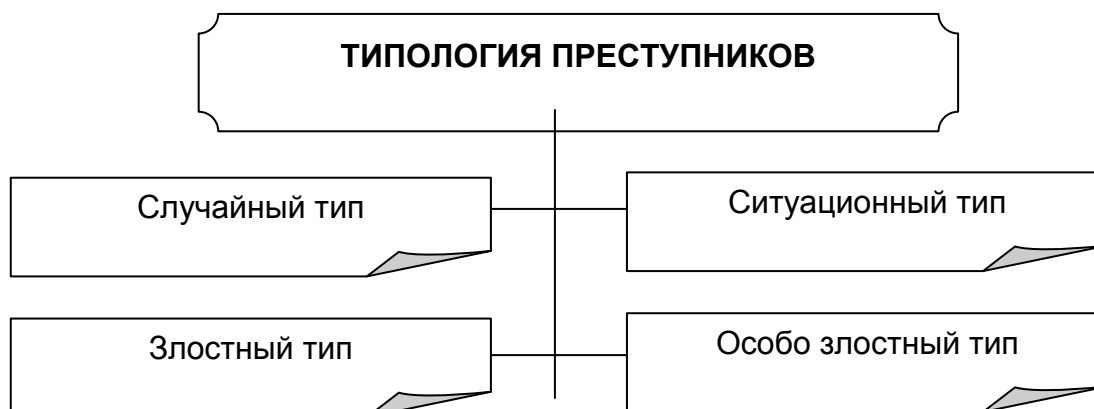 ТИПОЛОГИЯ ПРЕСТУПНИКОВ
Случайный тип
Ситуационный тип
Злостный тип
Особо злостный тип